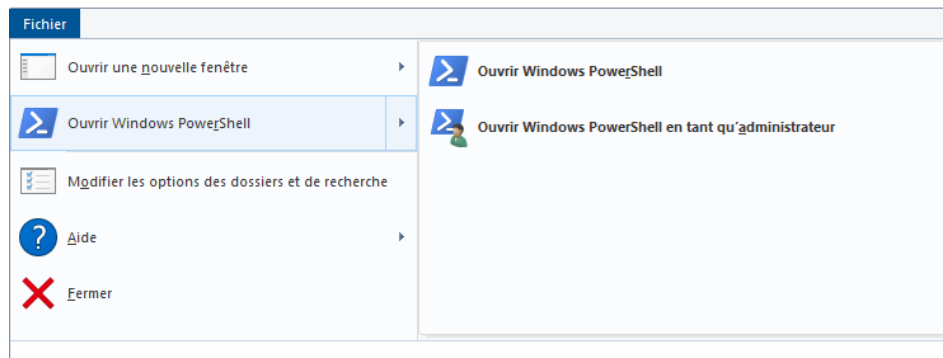 Fichier
Ouvrir une nouvelle fenêtre
Ouvrir Windows PowerShell
Modifier les options des dossiers et de recherche
Aide
Fermer
Ouvrir Windows PowerShell
Ouvrir Windows PowerShell en tant qu'administrateur